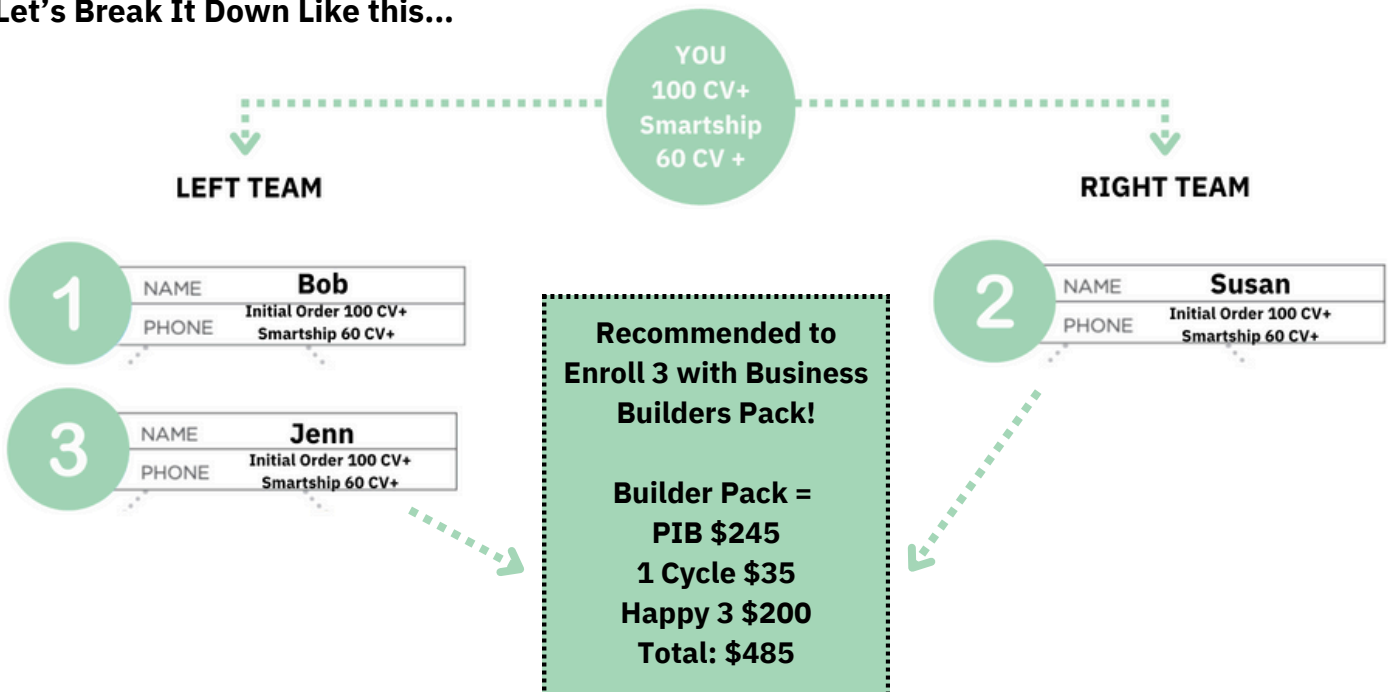 Let's Break It Down Like this...
YOU
100 CV+
Smartship
60 CV +
LEFT TEAM
RIGHT TEAM
1
NAME Bob
PHONE Initial Order 100 CV+
Smartship 60 CV+
2
NAME Susan
PHONE Initial Order 100 CV+
Smartship 60 CV+
3
NAME Jenn
PHONE Initial Order 100 CV+
Smartship 60 CV+
Recommended to
Enroll 3 with Business
Builders Pack!
Builder Pack =
PIB $245
1 Cycle $35
Happy 3 $200
Total: $485